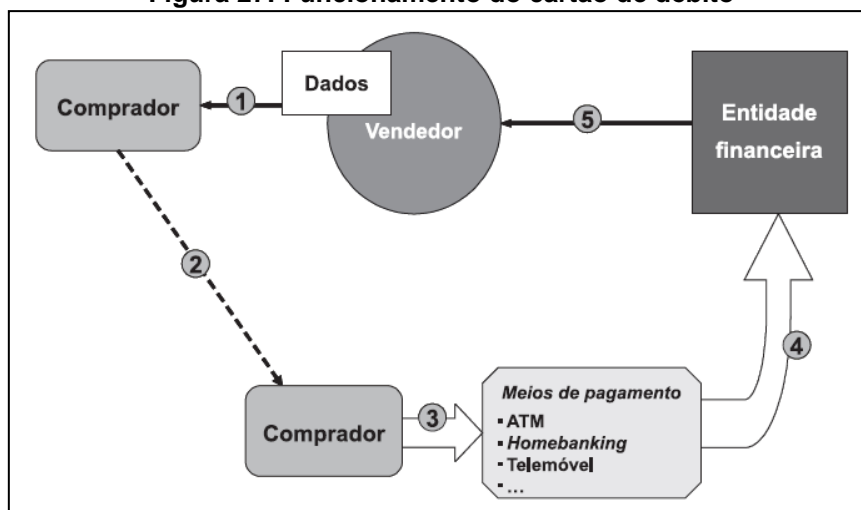 Comprador
1
Dados
Vendedor
5
Entidade
financeira
2
Comprador
3
Meios de pagamento
▪ ATM
▪ Homebanking
▪ Telemóvel
▪ ...
4